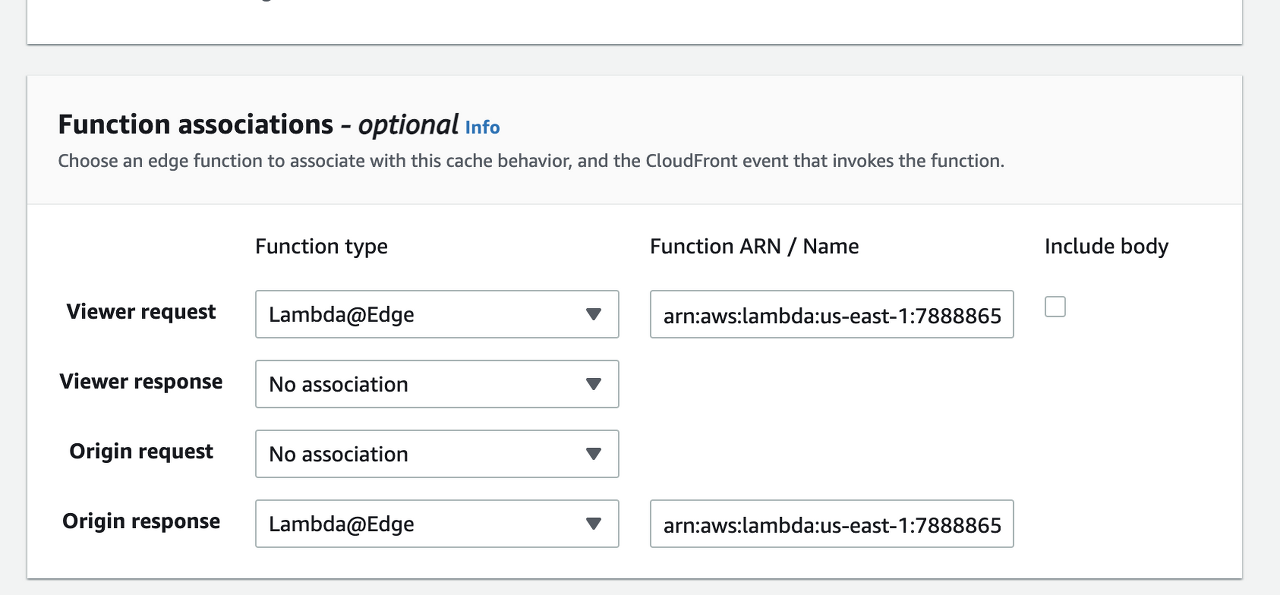 Function associations - optional Info
Choose an edge function to associate with this cache behavior, and the CloudFront event that invokes the function.
Function type Function ARN / Name Include body
Viewer request Lambda@Edge arn:aws:lambda:us-east-1:7888865
Viewer response No association
Origin request No association
Origin response Lambda@Edge arn:aws:lambda:us-east-1:7888865